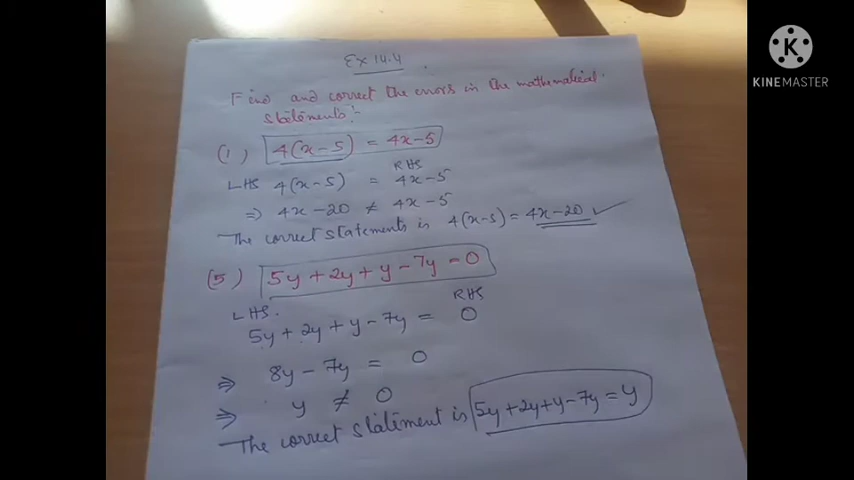 Ex 14.4
Find and correct the errors in the mathematical
statements:-
(1) 4(x-5) = 4x-5
LHS 4(x-5) = RHS 4x-5
⇒ 4x-20 ≠ 4x-5
The correct statements is 4(x-5) = 4x-20 ✓
(5) 5y+2y+y-7y=0
LHS. RHS
5y+2y+y-7y = 0
⇒ 8y-7y = 0
⇒ y ≠ 0
The correct statement is 5y+2y+y-7y=y
K
KINEMASTER